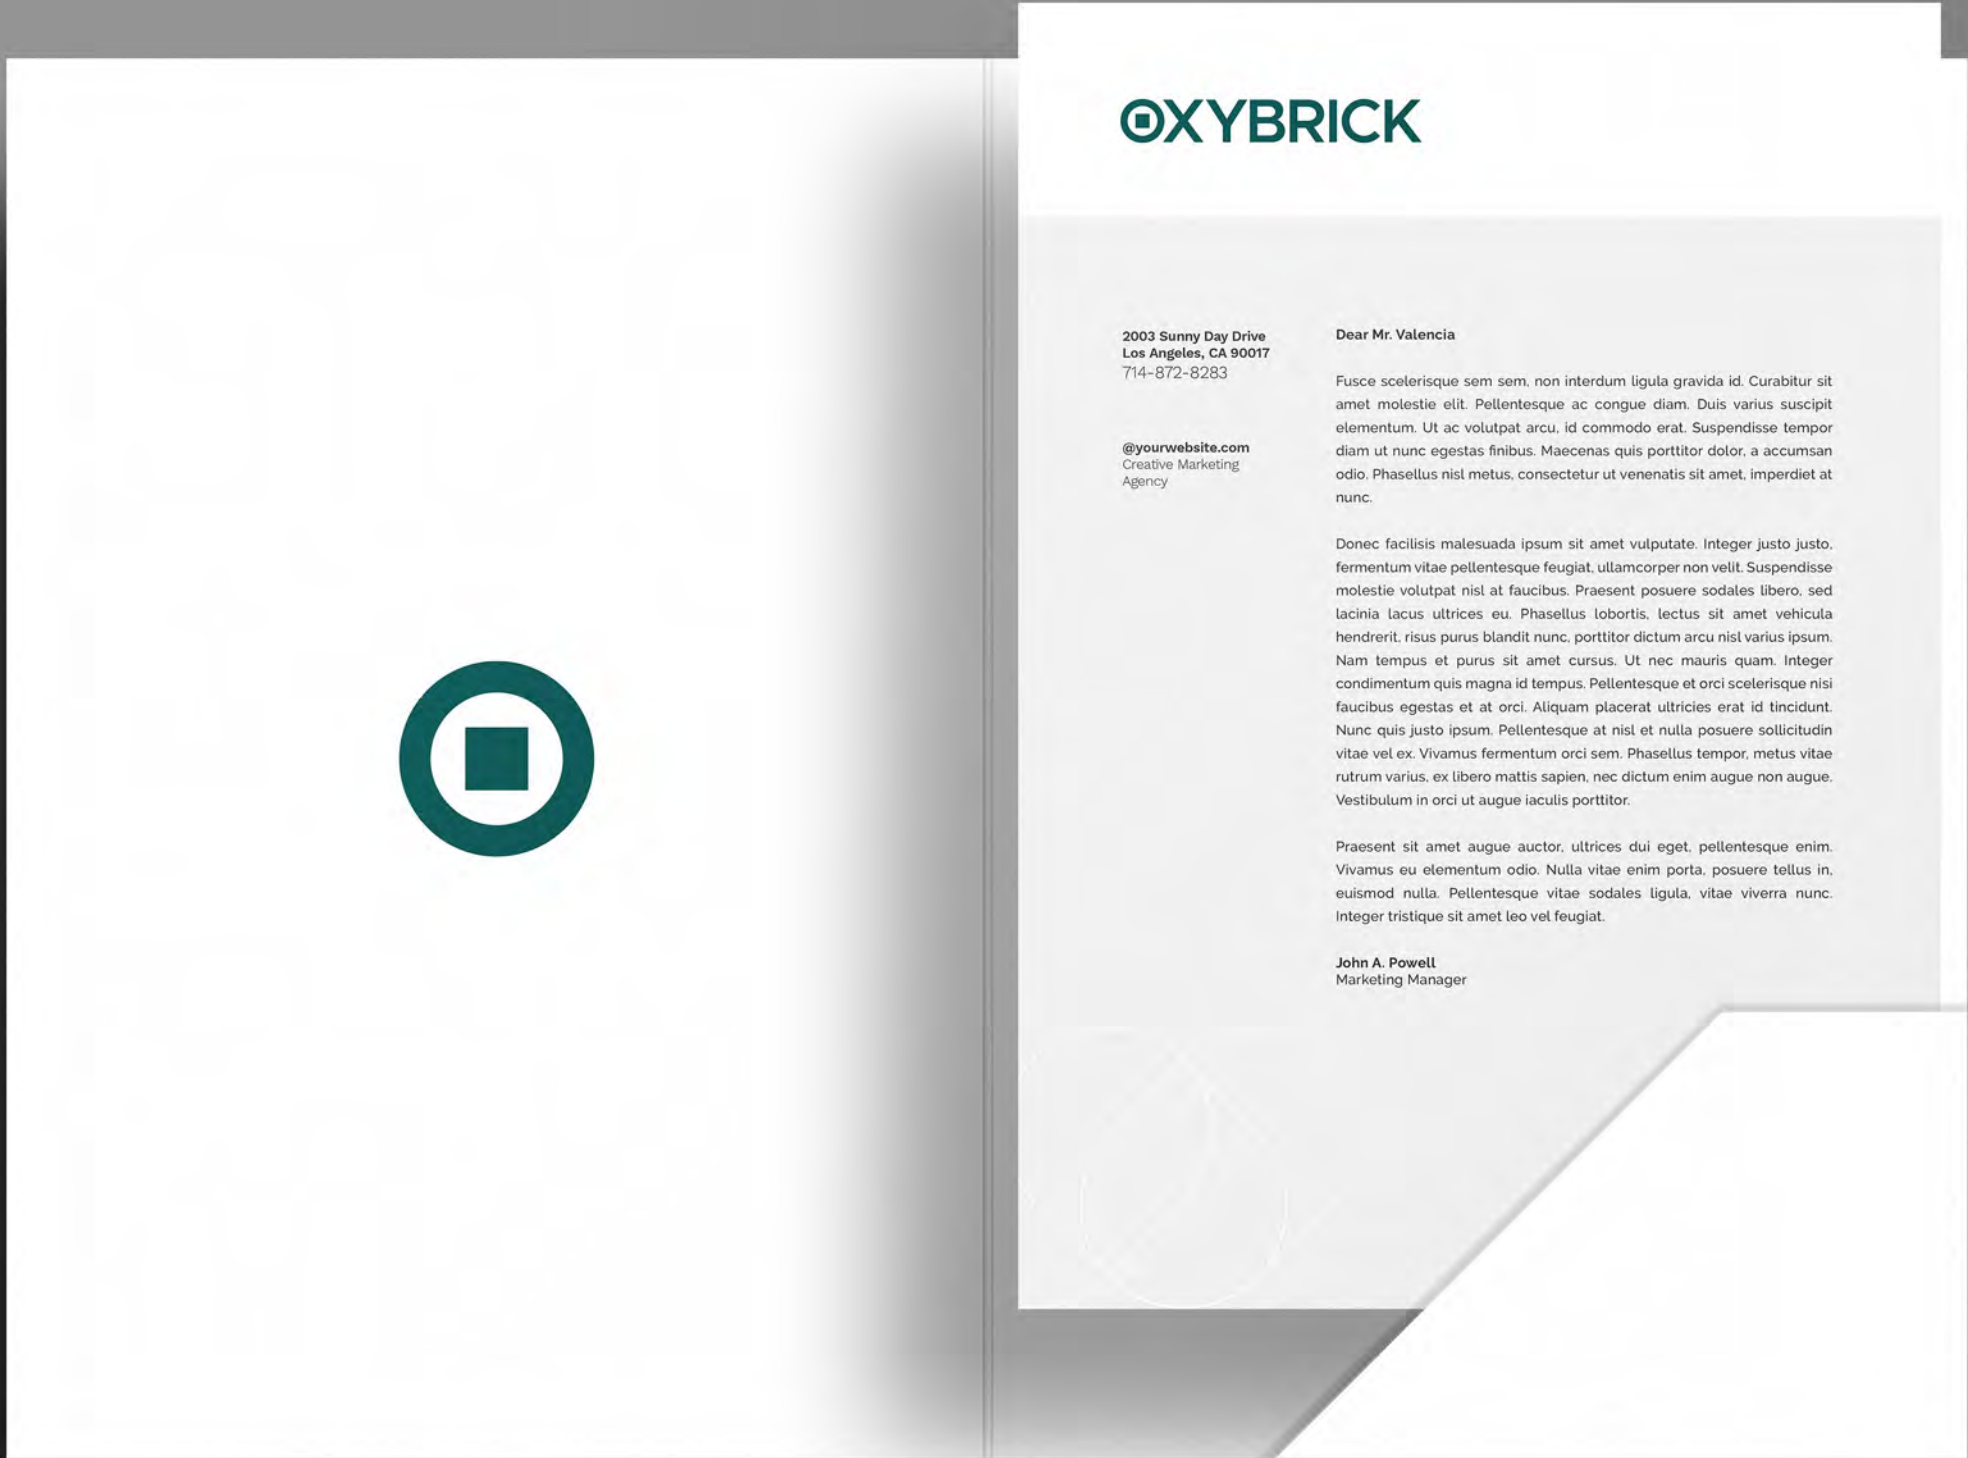 OXYBRICK
2003 Sunny Day Drive
Los Angeles, CA 90017
714-872-8283
@yourwebsite.com
Creative Marketing
Agency
Dear Mr. Valencia
Fusce scelerisque sem sem, non interdum ligula gravida id. Curabitur sit
amet molestie elit. Pellentesque ac congue diam. Duis varius suscipit
elementum. Ut ac volutpat arcu, id commodo erat. Suspendisse tempor
diam ut nunc egestas finibus. Maecenas quis porttitor dolor, a accumsan
odio. Phasellus nisl metus, consectetur ut venenatis sit amet, imperdiet at
nunc.
Donec facilisis malesuada ipsum sit amet vulputate. Integer justo justo,
fermentum vitae pellentesque feugiat, ullamcorper non velit. Suspendisse
molestie volutpat nisl at faucibus. Praesent posuere sodales libero, sed
lacinia lacus ultrices eu. Phasellus lobortis, lectus sit amet vehicula
hendrerit, risus purus blandit nunc, porttitor dictum arcu nisl varius ipsum.
Nam tempus et purus sit amet cursus. Ut nec mauris quam. Integer
condimentum quis magna id tempus. Pellentesque et orci scelerisque nisi
faucibus egestas et at orci. Aliquam placerat ultricies erat id tincidunt.
Nunc quis justo ipsum. Pellentesque at nisl et nulla posuere sollicitudin
vitae vel ex. Vivamus fermentum orci sem. Phasellus tempor, metus vitae
rutrum varius, ex libero mattis sapien, nec dictum enim augue non augue.
Vestibulum in orci ut augue iaculis porttitor.
Praesent sit amet augue auctor, ultrices dui eget, pellentesque enim.
Vivamus eu elementum odio. Nulla vitae enim porta, posuere tellus in,
euismod nulla. Pellentesque vitae sodales ligula, vitae viverra nunc.
Integer tristique sit amet leo vel feugiat.
John A. Powell
Marketing Manager